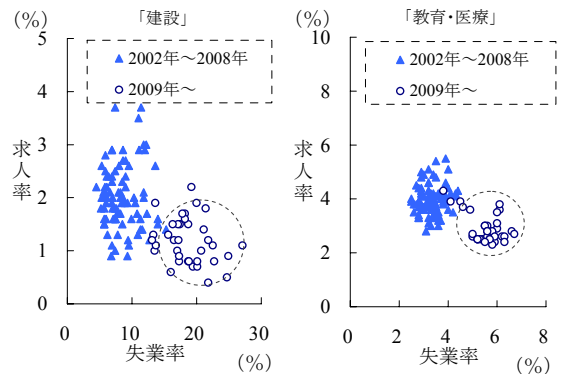 「建設」
(%)
5
4
3
2
1
0
求人率
▲ 2002年～2008年
○ 2009年～
0 10 20 30
失業率
(%)
「教育・医療」
(%)
10
8
6
4
2
0
求人率
▲ 2002年～2008年
○ 2009年～
0 2 4 6 8
失業率
(%)